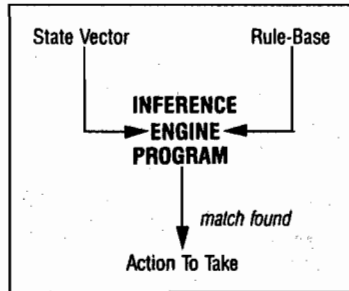 State Vector Rule-Base
INFERENCE
ENGINE
PROGRAM
match found
Action To Take